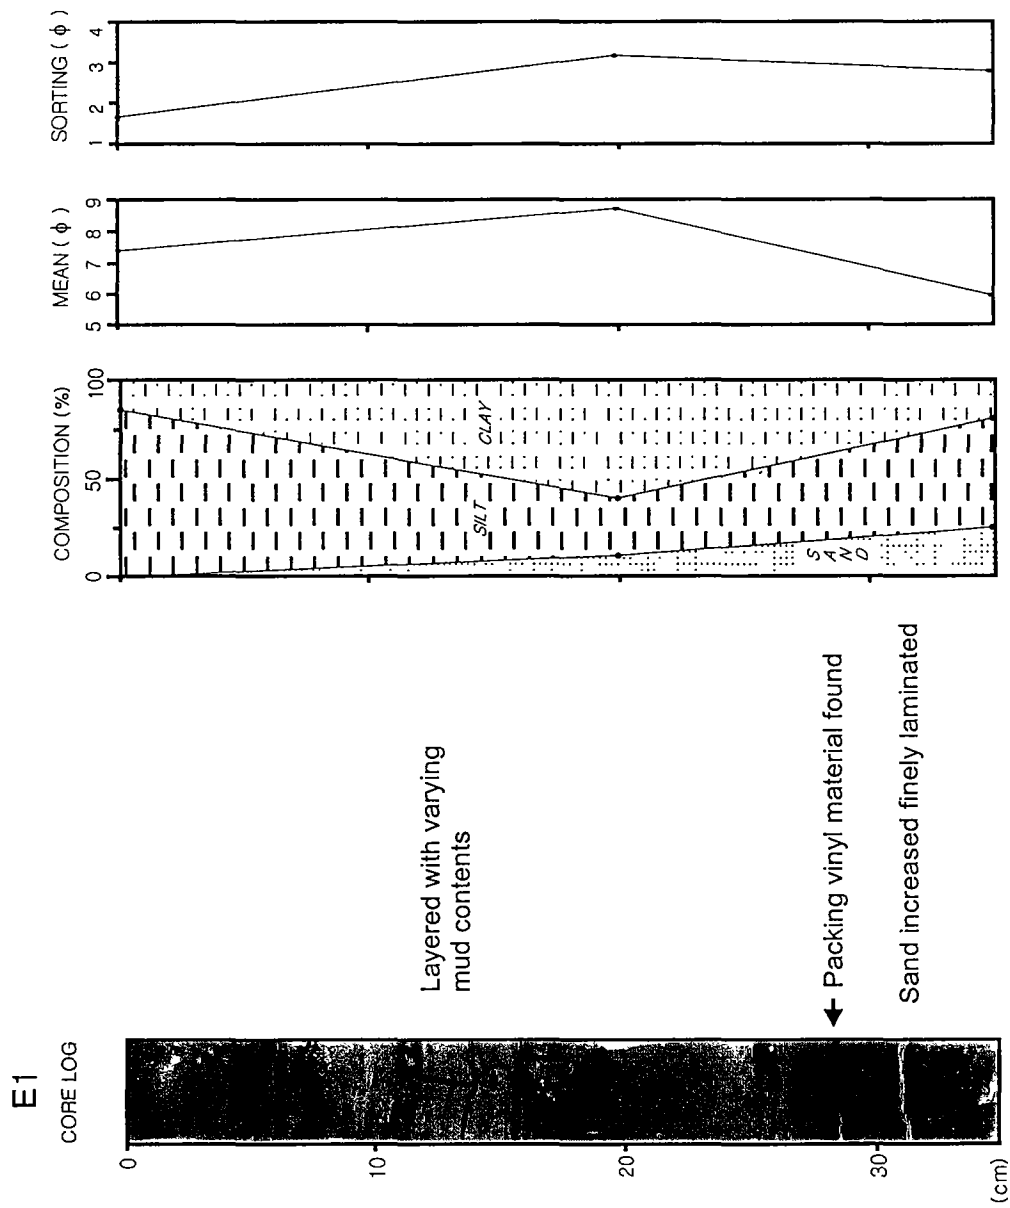 E1
CORE LOG
0
10
20
30
(cm)
Layered with varying
mud contents
Packing vinyl material found
Sand increased finely laminated
COMPOSITION (%)
0
50
100
SILT
CLAY
SAND
MEAN ( ϕ )
5
6
7
8
9
SORTING ( ϕ )
1
2
3
4